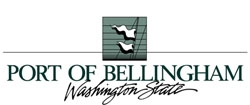 PORT OF BELLINGHAM
Washington State